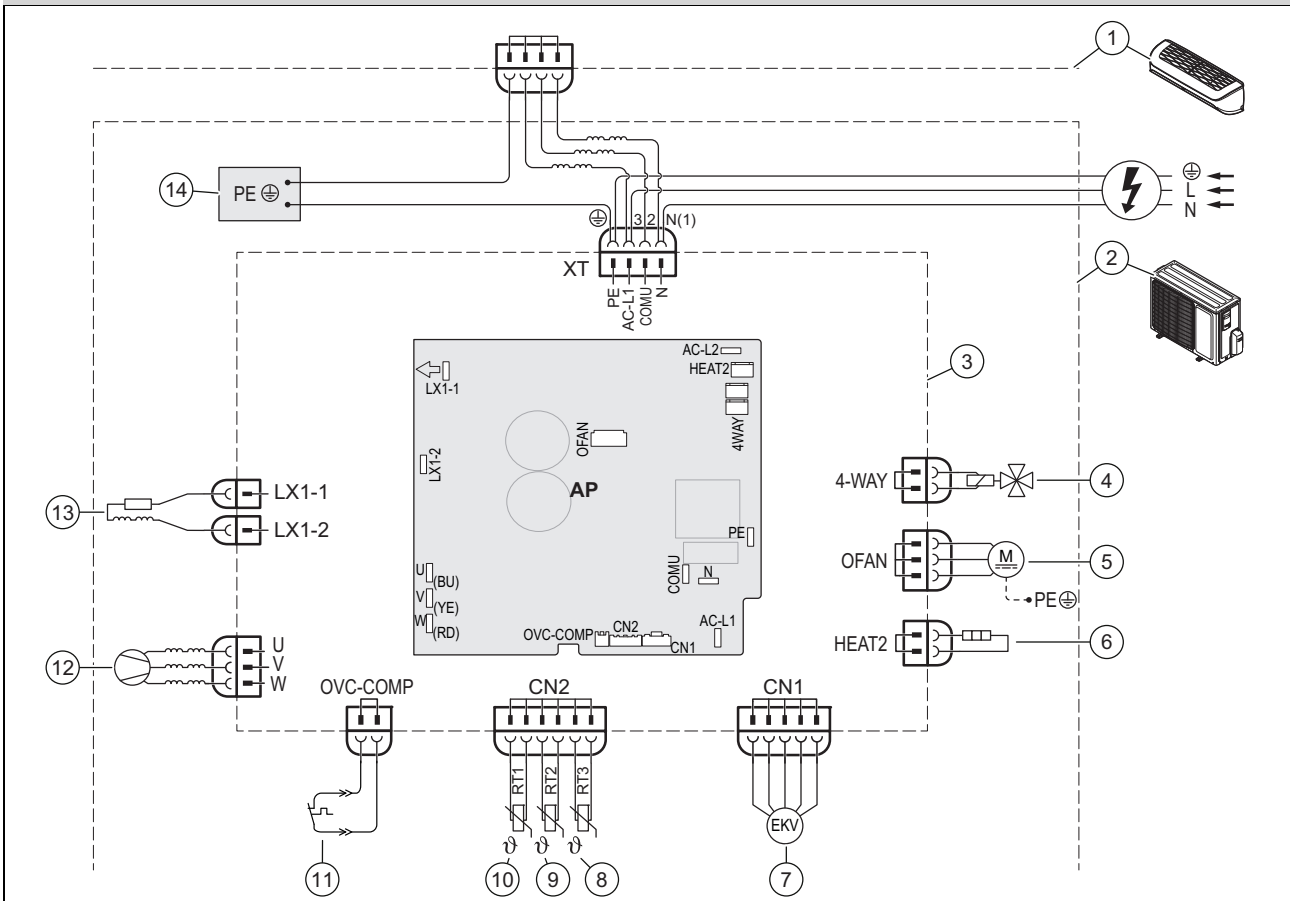 1
14
PE
L
N
3 2 N(1)
XT
PE
AC-L1
COMU
N
2
AC-L2
HEAT2
3
LX1-1
4WAY
OFAN
LX1-2
AP
4-WAY
4
LX1-1
13
LX1-2
PE
COMU
N
OFAN
M
5
PE
U
(BU)
V
(YE)
W
(RD)
OVC-COMP
CN2
CN1
AC-L1
HEAT2
6
12
U
V
W
OVC-COMP
CN2
CN1
RT1
RT2
RT3
EKV
ϑ
ϑ
ϑ
11
10
9
8
7